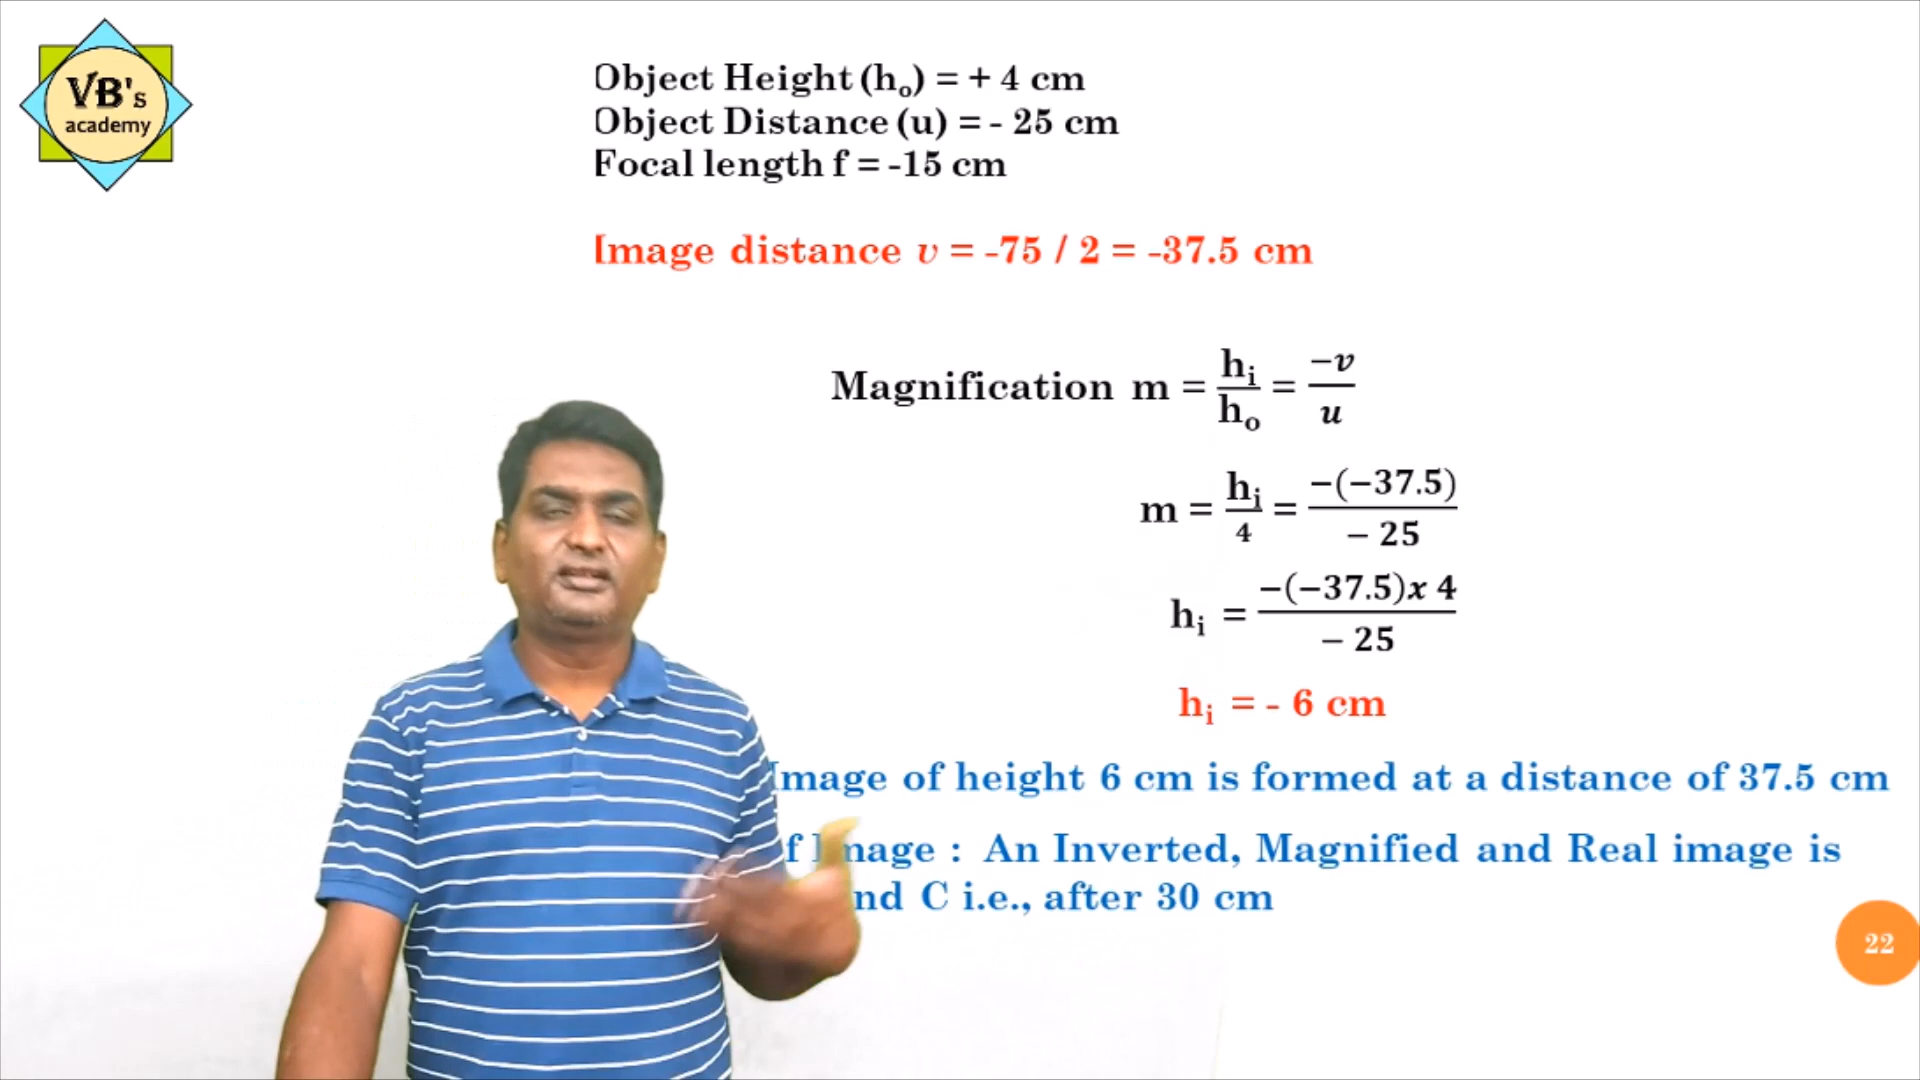 VB's
academy
Object Height (hₒ) = + 4 cm
Object Distance (u) = - 25 cm
Focal length f = -15 cm
Image distance v = -75 / 2 = -37.5 cm
Magnification m = hᵢ/hₒ = −v/u
m = hᵢ/4 = −(−37.5)/− 25
hᵢ = −(−37.5)x 4/− 25
hᵢ = - 6 cm
Image of height 6 cm is formed at a distance of 37.5 cm
Image : An Inverted, Magnified and Real image is
C i.e., after 30 cm
22